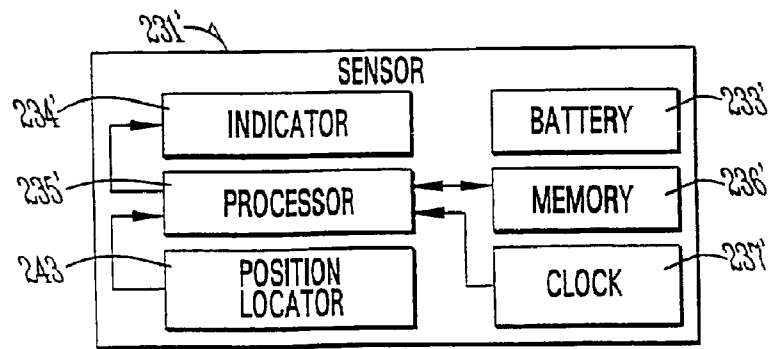 231'
SENSOR
234'
INDICATOR
BATTERY
233'
235'
PROCESSOR
MEMORY
236'
243
POSITION
LOCATOR
CLOCK
237'